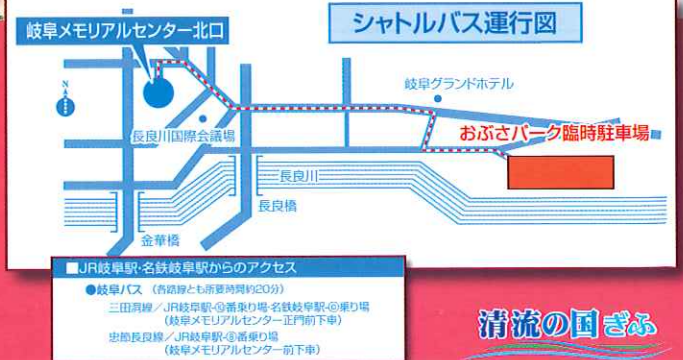 シャトルバス運行図
岐阜メモリアルセンター北口
N
岐阜グランドホテル
長良川国際会議場
おぶさパーク臨時駐車場
長良川
長良橋
金華橋
■JR岐阜駅・名鉄岐阜駅からのアクセス
●岐阜バス (各路線とも所要時間約20分)
三田洞線/JR岐阜駅-⑩番乗り場・名鉄岐阜駅-乗り場
(岐阜メモリアルセンター正門前下車)
忠節長良線/JR岐阜駅-番乗り場
(岐阜メモリアルセンター前下車)
清流の国ぎふ